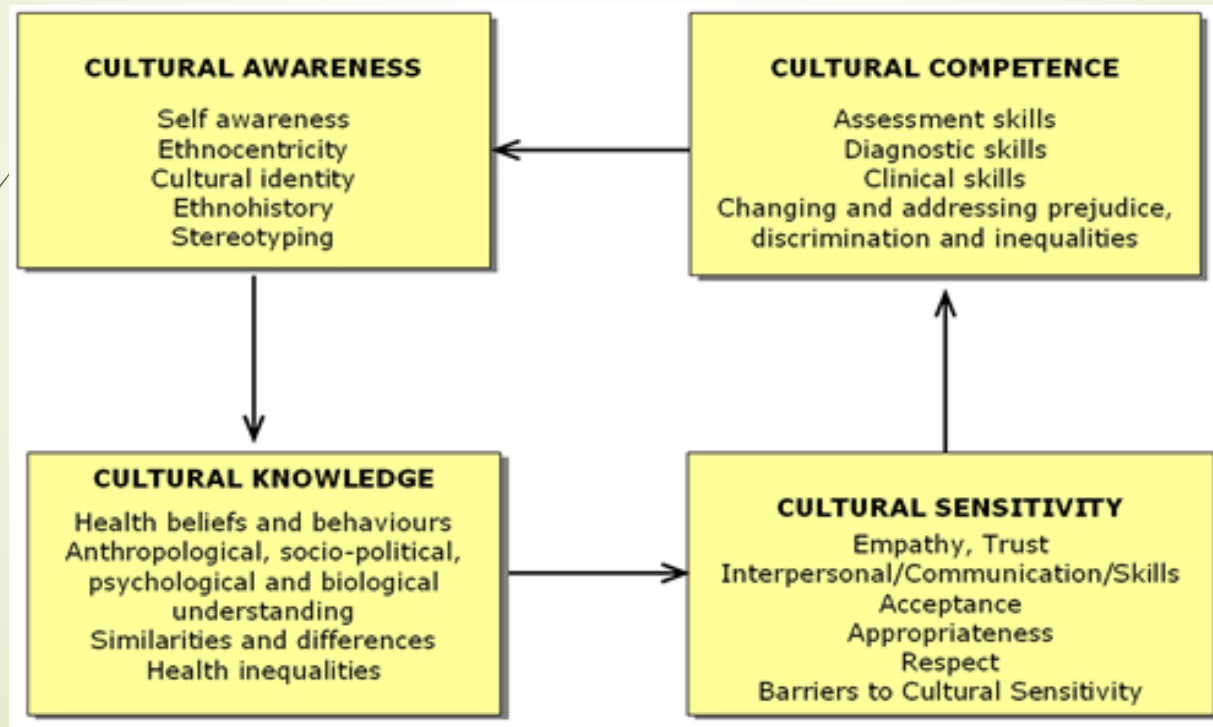 CULTURAL AWARENESS
Self awareness
Ethnocentricity
Cultural identity
Ethnohistory
Stereotyping
CULTURAL COMPETENCE
Assessment skills
Diagnostic skills
Clinical skills
Changing and addressing prejudice,
discrimination and inequalities
CULTURAL KNOWLEDGE
Health beliefs and behaviours
Anthropological, socio-political,
psychological and biological
understanding
Similarities and differences
Health inequalities
CULTURAL SENSITIVITY
Empathy, Trust
Interpersonal/Communication/Skills
Acceptance
Appropriateness
Respect
Barriers to Cultural Sensitivity